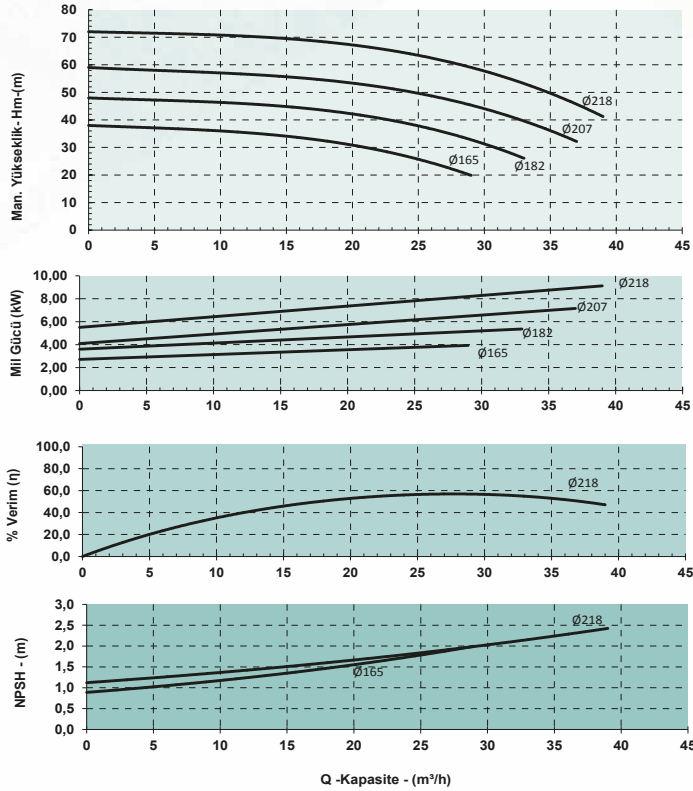 Man. Yükseklik- Hm-(m)
80
70
60
50
40
30
20
10
0
Ø218
Ø207
Ø182
Ø165
0 5 10 15 20 25 30 35 40 45
Mil Gücü (kW)
10,00
8,00
6,00
4,00
2,00
0,00
Ø218
Ø207
Ø182
Ø165
0 5 10 15 20 25 30 35 40 45
% Verim (η)
100,0
80,0
60,0
40,0
20,0
0,0
Ø218
0 5 10 15 20 25 30 35 40 45
NPSH - (m)
3,0
2,5
2,0
1,5
1,0
0,5
0,0
Ø218
Ø165
0 5 10 15 20 25 30 35 40 45
Q -Kapasite - (m³/h)